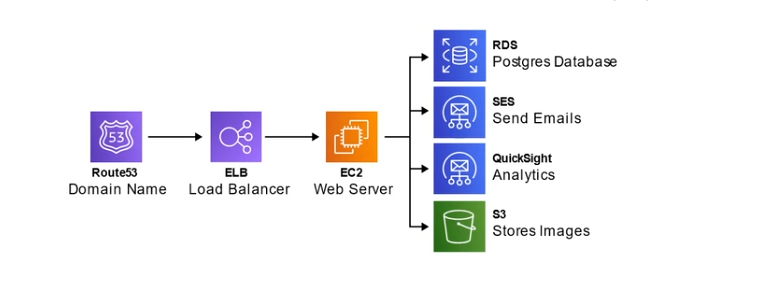 RDS
Postgres Database
SES
Send Emails
53
Route53
Domain Name
ELB
Load Balancer
EC2
Web Server
QuickSight
Analytics
S3
Stores Images